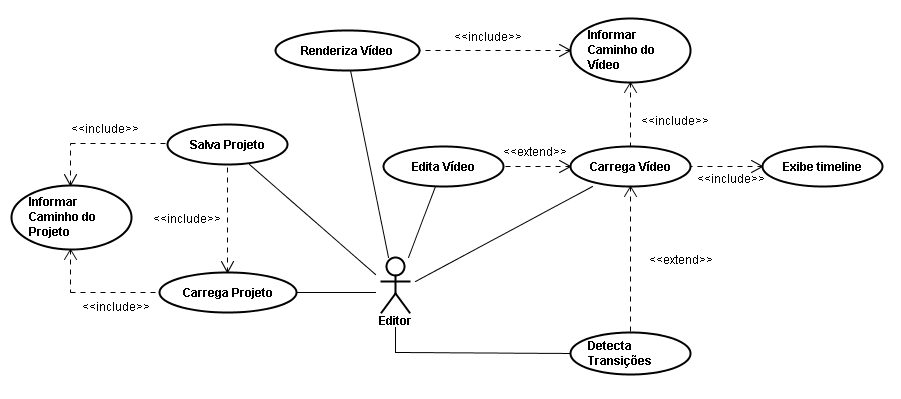 Renderiza Vídeo
<<include>>
Informar
Caminho do
Vídeo
<<include>>
Salva Projeto
<<include>>
Edita Vídeo
<<extend>>
Carrega Vídeo
<<include>>
Exibe timeline
Informar
Caminho do
Projeto
<<include>>
<<extend>>
Carrega Projeto
<<include>>
Editor
Detecta
Transições